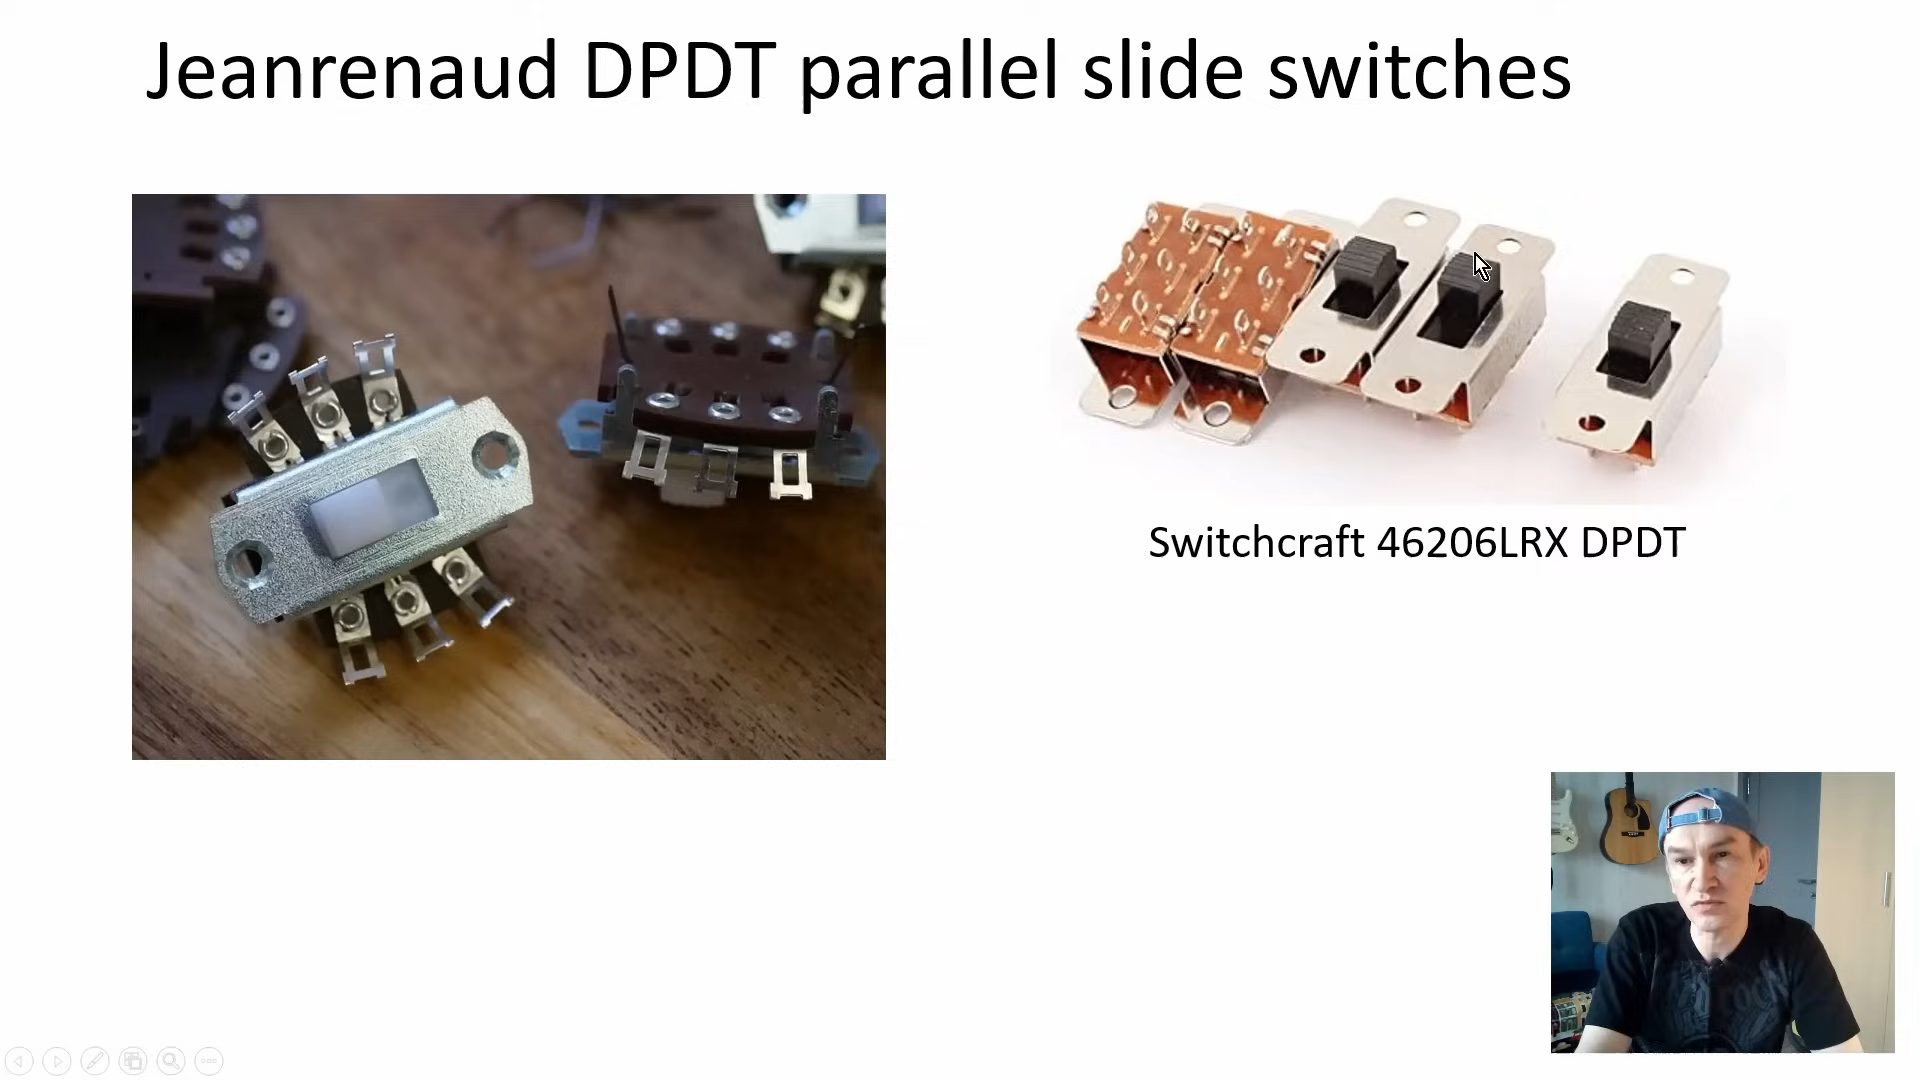 Jeanrenaud DPDT parallel slide switches
Switchcraft 46206LRX DPDT